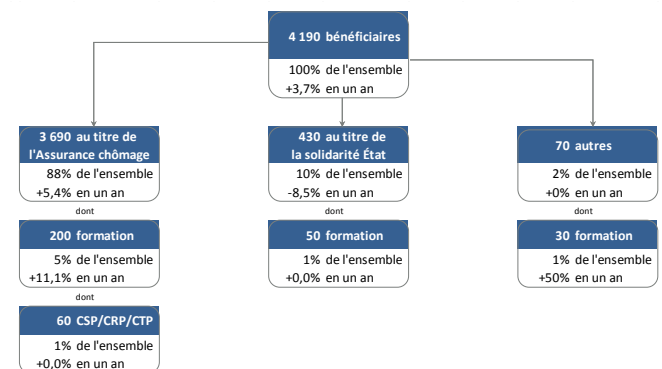 4 190 bénéficiaires
100% de l'ensemble
+3,7% en un an
3 690 au titre de
l'Assurance chômage
88% de l'ensemble
+5,4% en un an
dont
200 formation
5% de l'ensemble
+11,1% en un an
dont
60 CSP/CRP/CTP
1% de l'ensemble
+0,0% en un an
430 au titre de
la solidarité État
10% de l'ensemble
-8,5% en un an
dont
50 formation
1% de l'ensemble
+0,0% en un an
70 autres
2% de l'ensemble
+0% en un an
dont
30 formation
1% de l'ensemble
+50% en un an